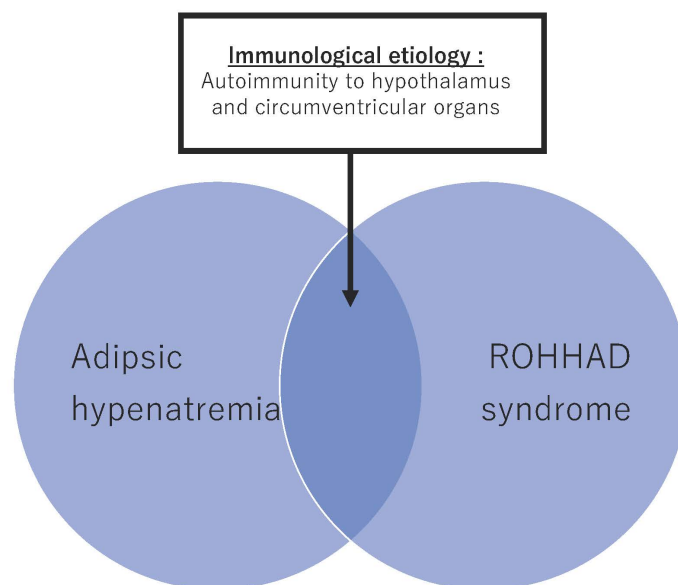 Immunological etiology :
Autoimmunity to hypothalamus
and circumventricular organs
Adipsic
hypenatremia
ROHHAD
syndrome